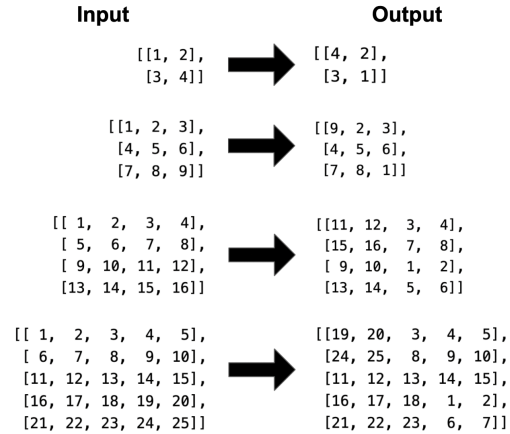 Input Output
[[1, 2], [[4, 2],
[3, 4]] [3, 1]]
[[1, 2, 3], [[9, 2, 3],
[4, 5, 6], [4, 5, 6],
[7, 8, 9]] [7, 8, 1]]
[[ 1, 2, 3, 4], [[11, 12, 3, 4],
[ 5, 6, 7, 8], [15, 16, 7, 8],
[ 9, 10, 11, 12], [ 9, 10, 1, 2],
[13, 14, 15, 16]] [13, 14, 5, 6]]
[[ 1, 2, 3, 4, 5], [[19, 20, 3, 4, 5],
[ 6, 7, 8, 9, 10], [24, 25, 8, 9, 10],
[11, 12, 13, 14, 15], [11, 12, 13, 14, 15],
[16, 17, 18, 19, 20], [16, 17, 18, 1, 2],
[21, 22, 23, 24, 25]] [21, 22, 23, 6, 7]]